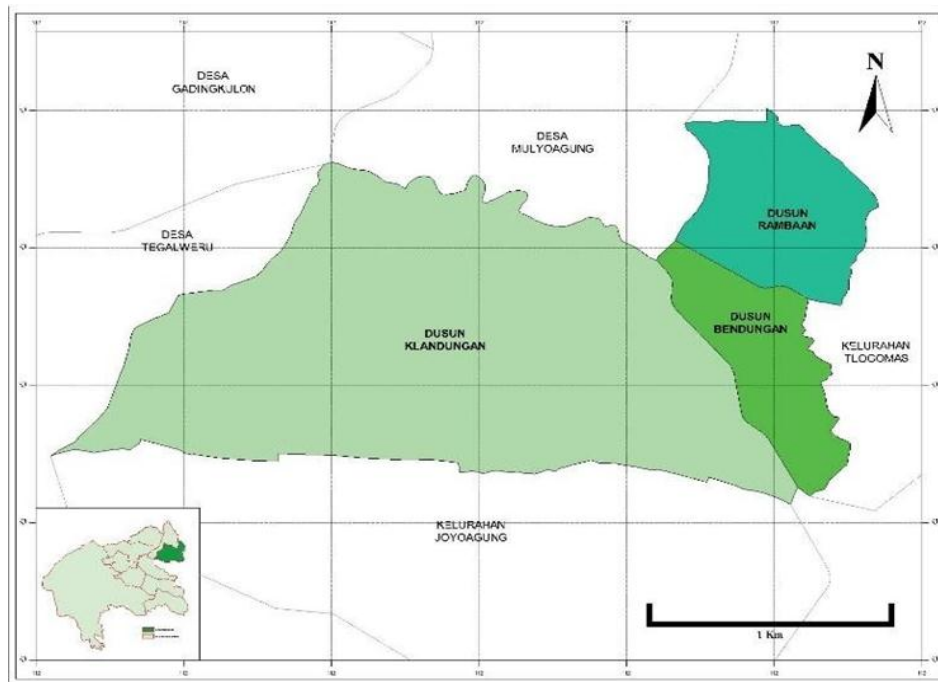 DESA
GADINGKULON
N
DESA
MULYOAGUNG
DUSUN
RAMBAAN
DESA
TEGALWERU
DUSUN
KLANDUNGAN
DUSUN
BENDUNGAN
KELURAHAN
TLOGOMAS
KELURAHAN
JOYOAGUNG
1 Km